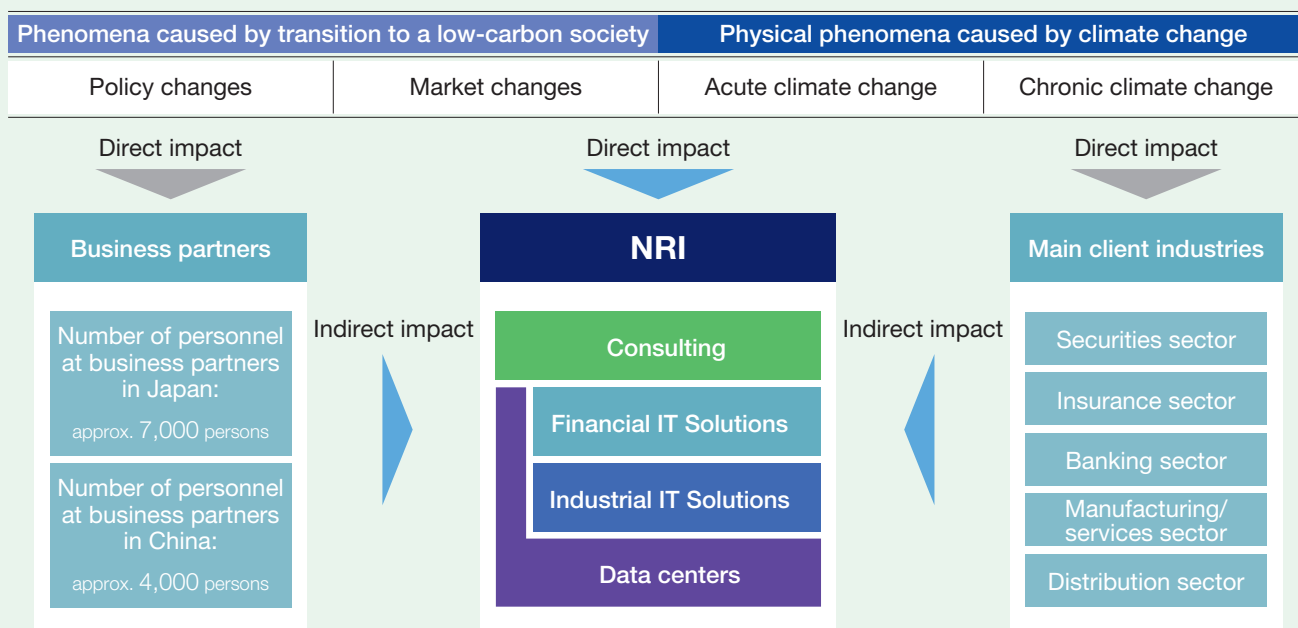 Phenomena caused by transition to a low-carbon society
Physical phenomena caused by climate change
Policy changes
Market changes
Acute climate change
Chronic climate change
Direct impact
Direct impact
Direct impact
Business partners
Number of personnel
at business partners
in Japan:
approx. 7,000 persons
Number of personnel
at business partners
in China:
approx. 4,000 persons
Indirect impact
NRI
Consulting
Financial IT Solutions
Industrial IT Solutions
Data centers
Indirect impact
Main client industries
Securities sector
Insurance sector
Banking sector
Manufacturing/
services sector
Distribution sector